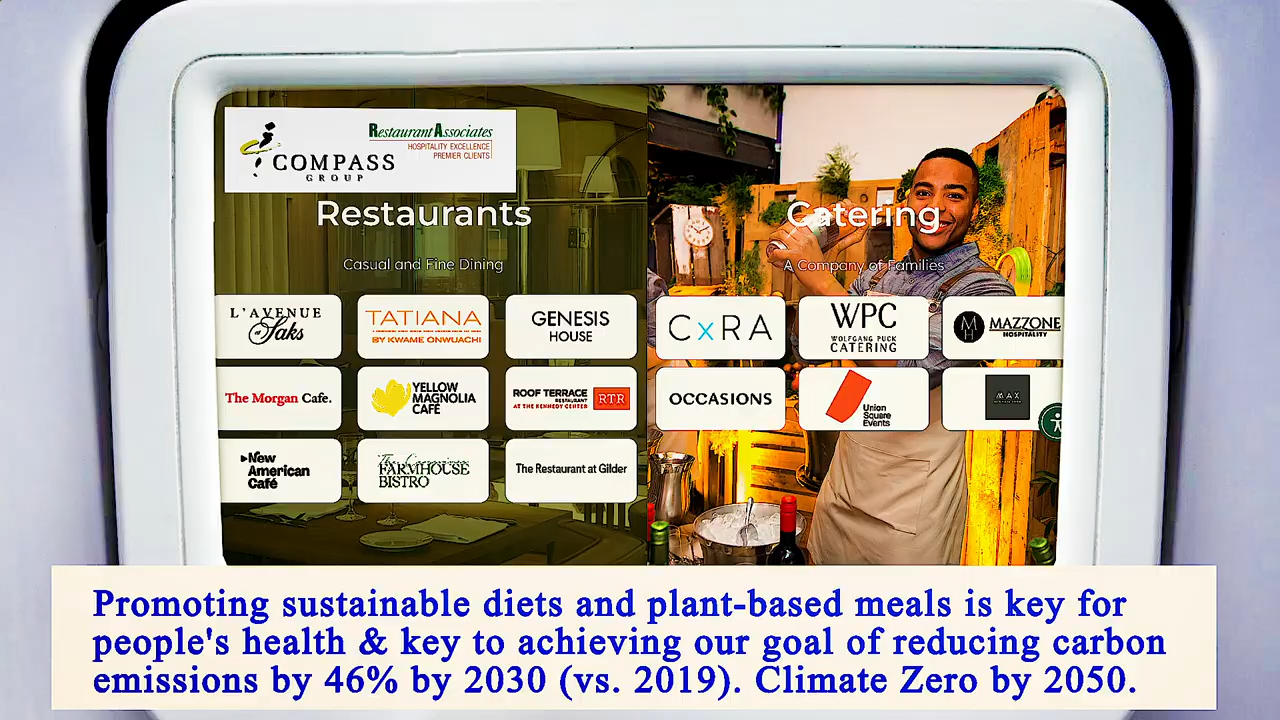 COMPASS
GROUP
Restaurant Associates
HOSPITALITY EXCELLENCE
PREMIER CLIENTS
Restaurants
Casual and Fine Dining
L'AVENUE
Saks
TATIANA
BY KWAME ONWUACHI
GENESIS
HOUSE
The Morgan Cafe.
YELLOW
MAGNOLIA
CAFÉ
ROOF TERRACE
RESTAURANT
AT THE KENNEDY CENTER
RTR
New
American
Café
FARMHOUSE
BISTRO
The Restaurant at Gilder
Catering
A Company of Families
CxRA
WPC
WOLFGANG PUCK
CATERING
M
H
MAZZONE
HOSPITALITY
OCCASIONS
Union
Square
Events
MAX
Promoting sustainable diets and plant-based meals is key for
people's health & key to achieving our goal of reducing carbon
emissions by 46% by 2030 (vs. 2019). Climate Zero by 2050.